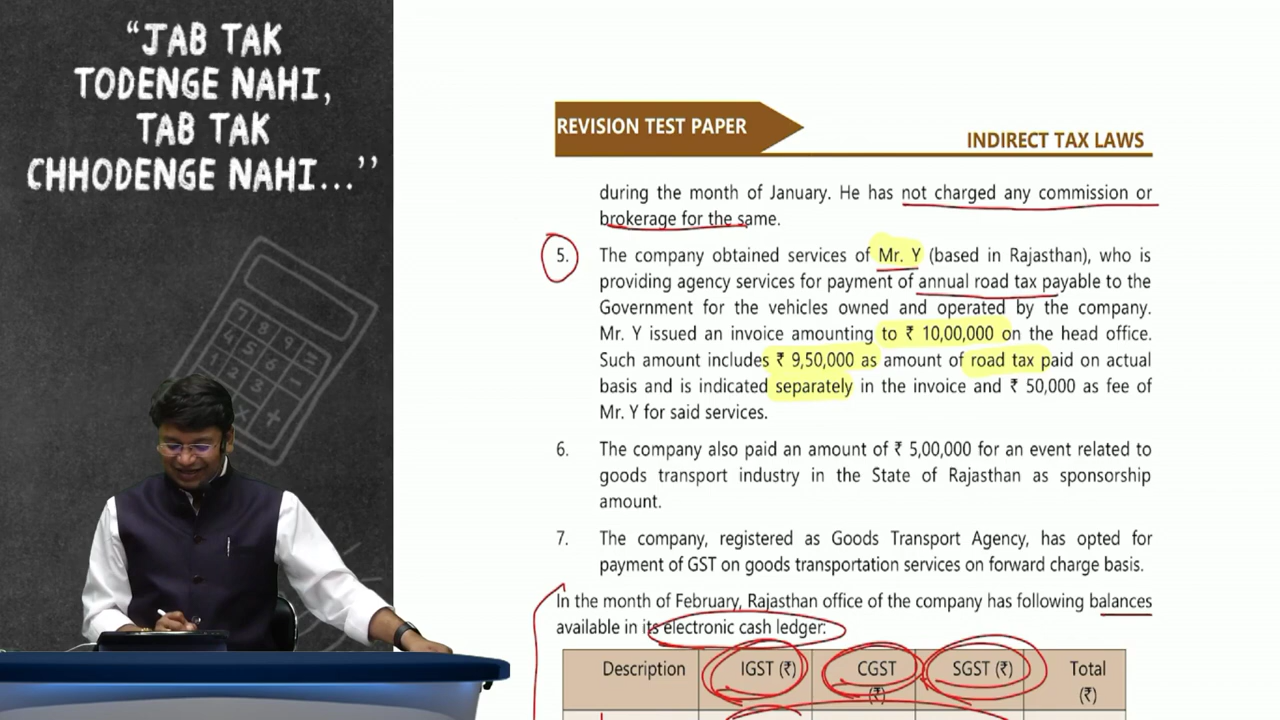 “JAB TAK
TODENGE NAHI,
TAB TAK
CHHODENGE NAHI...’’
REVISION TEST PAPER
INDIRECT TAX LAWS
during the month of January. He has not charged any commission or
brokerage for the same.
5. The company obtained services of Mr. Y (based in Rajasthan), who is
providing agency services for payment of annual road tax payable to the
Government for the vehicles owned and operated by the company.
Mr. Y issued an invoice amounting to ₹ 10,00,000 on the head office.
Such amount includes ₹ 9,50,000 as amount of road tax paid on actual
basis and is indicated separately in the invoice and ₹ 50,000 as fee of
Mr. Y for said services.
6. The company also paid an amount of ₹ 5,00,000 for an event related to
goods transport industry in the State of Rajasthan as sponsorship
amount.
7. The company, registered as Goods Transport Agency, has opted for
payment of GST on goods transportation services on forward charge basis.
In the month of February, Rajasthan office of the company has following balances
available in its electronic cash ledger:
Description IGST (₹) CGST SGST (₹) Total
(₹) (₹)
7 8 9 =
4 5 6 -
1 2 3
× +